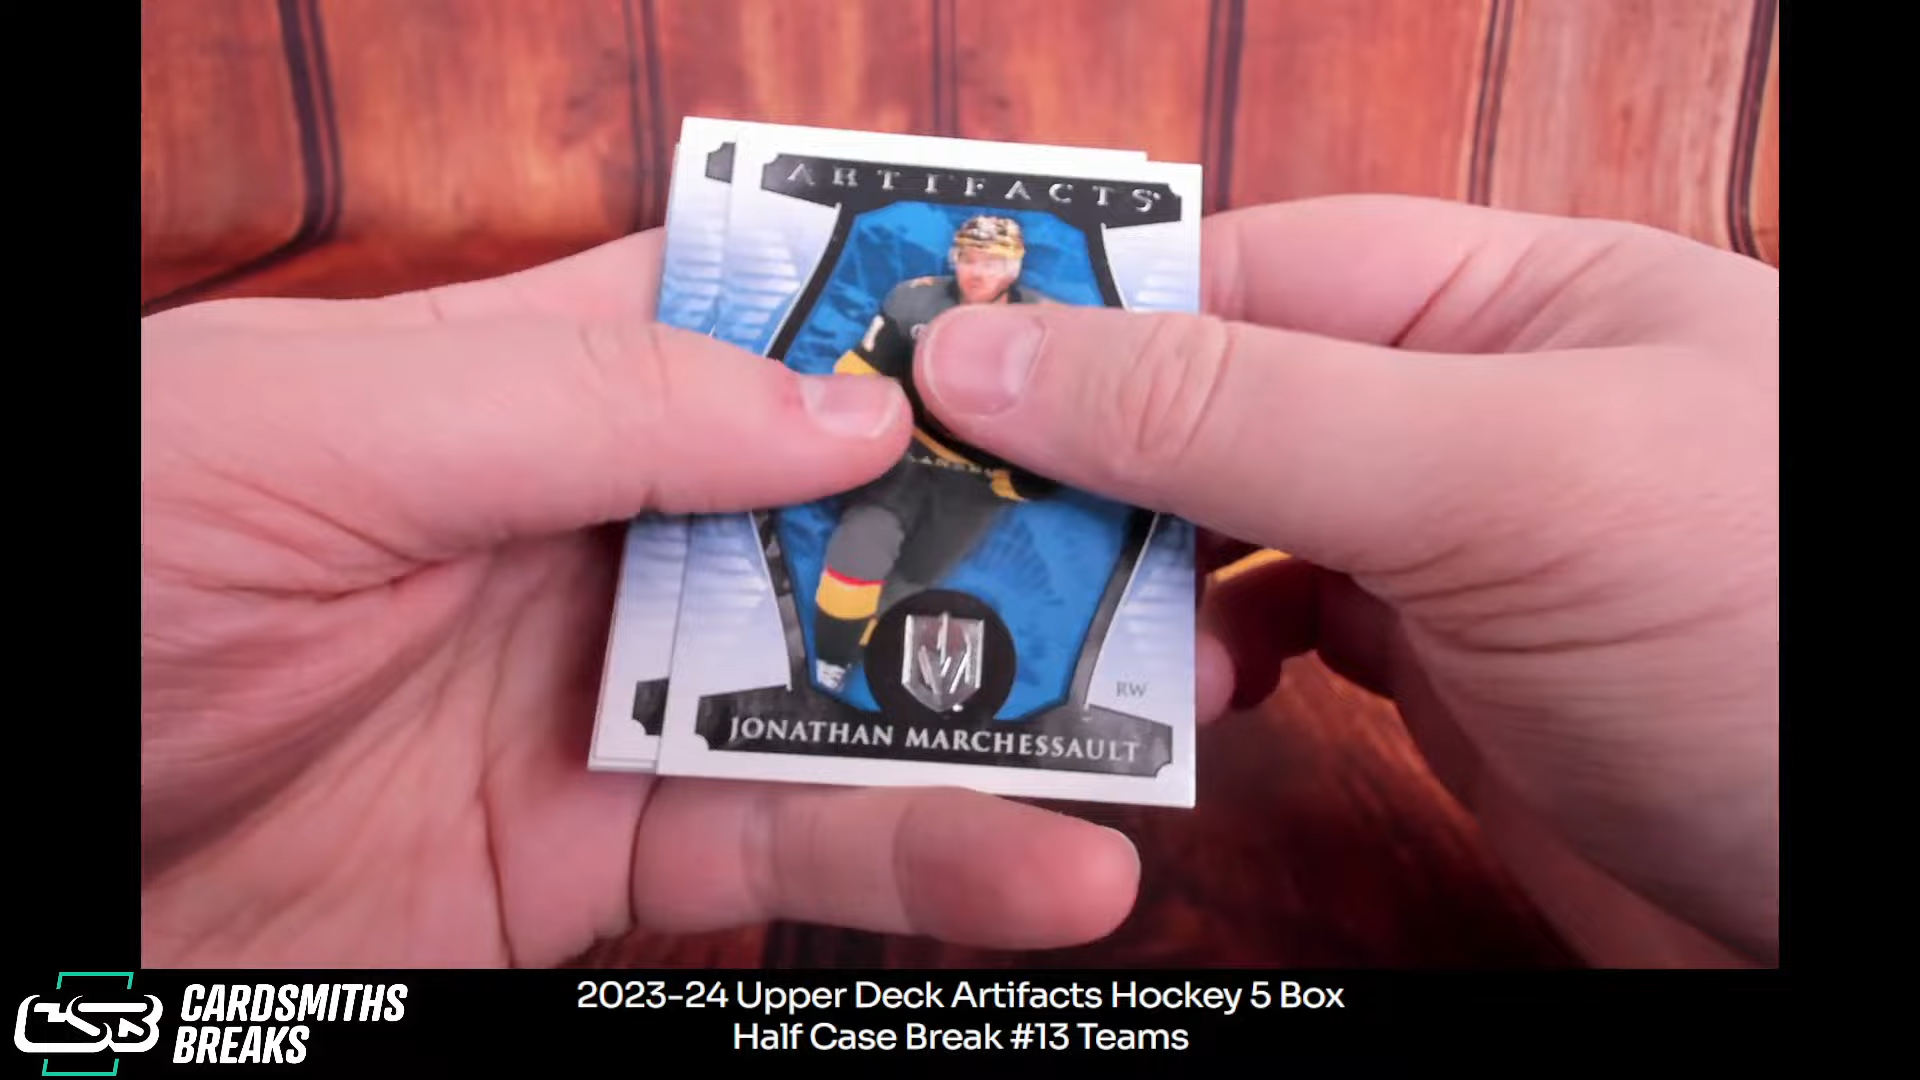 ARTIFACTS
RW
JONATHAN MARCHESSAULT
CSB
CARDSMITHS
BREAKS
2023-24 Upper Deck Artifacts Hockey 5 Box
Half Case Break #13 Teams